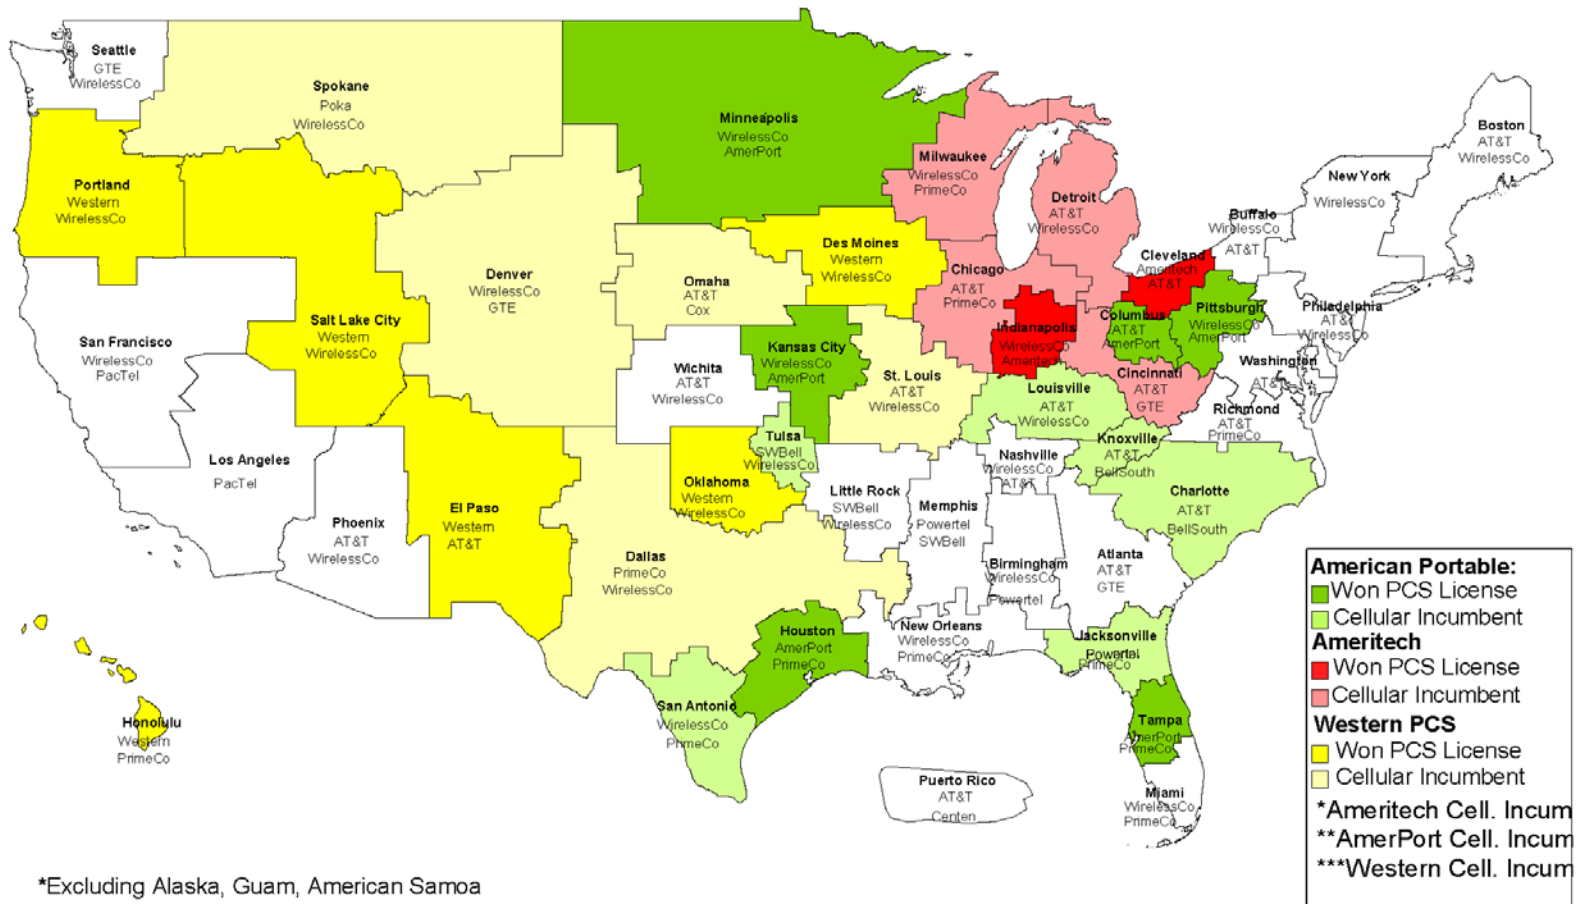 Seattle
GTE
WirelessCo
Spokane
Poka
WirelessCo
Minneapolis
WirelessCo
AmerPort
Milwaukee
WirelessCo
PrimeCo
Detroit
AT&T
WirelessCo
Boston
AT&T
WirelessCo
New York
WirelessCo
Buffalo
WirelessCo
AT&T
Portland
Western
WirelessCo
Des Moines
Western
WirelessCo
Denver
WirelessCo
GTE
Omaha
AT&T
Cox
Chicago
AT&T
PrimeCo
Cleveland
Ameritech
AT&T
Salt Lake City
Western
WirelessCo
San Francisco
WirelessCo
PacTel
Wichita
AT&T
WirelessCo
Kansas City
WirelessCo
AmerPort
St. Louis
AT&T
WirelessCo
Indianapolis
WirelessCo
Ameritech
Columbus
AT&T
AmerPort
Pittsburgh
WirelessCo
AmerPort
Philadelphia
AT&T
WirelessCo
Washington
AT&T
Cincinnati
AT&T
GTE
Louisville
AT&T
WirelessCo
Richmond
AT&T
PrimeCo
Los Angeles
PacTel
Phoenix
AT&T
WirelessCo
El Paso
Western
AT&T
Tulsa
SWBell
WirelessCo
Oklahoma
Western
WirelessCo
Little Rock
SWBell
WirelessCo
Memphis
Powertel
SWBell
Nashville
WirelessCo
AT&T
Knoxville
AT&T
BellSouth
Charlotte
AT&T
BellSouth
Dallas
PrimeCo
WirelessCo
Birmingham
WirelessCo
Powertel
Atlanta
AT&T
GTE
Houston
AmerPort
PrimeCo
New Orleans
WirelessCo
PrimeCo
Jacksonville
Powertel
PrimeCo
San Antonio
WirelessCo
PrimeCo
Tampa
AmerPort
PrimeCo
Honolulu
Western
PrimeCo
Puerto Rico
AT&T
Centen
Miami
WirelessCo
PrimeCo
American Portable:
Won PCS License
Cellular Incumbent
Ameritech
Won PCS License
Cellular Incumbent
Western PCS
Won PCS License
Cellular Incumbent
*Ameritech Cell. Incum
**AmerPort Cell. Incum
***Western Cell. Incum
*Excluding Alaska, Guam, American Samoa